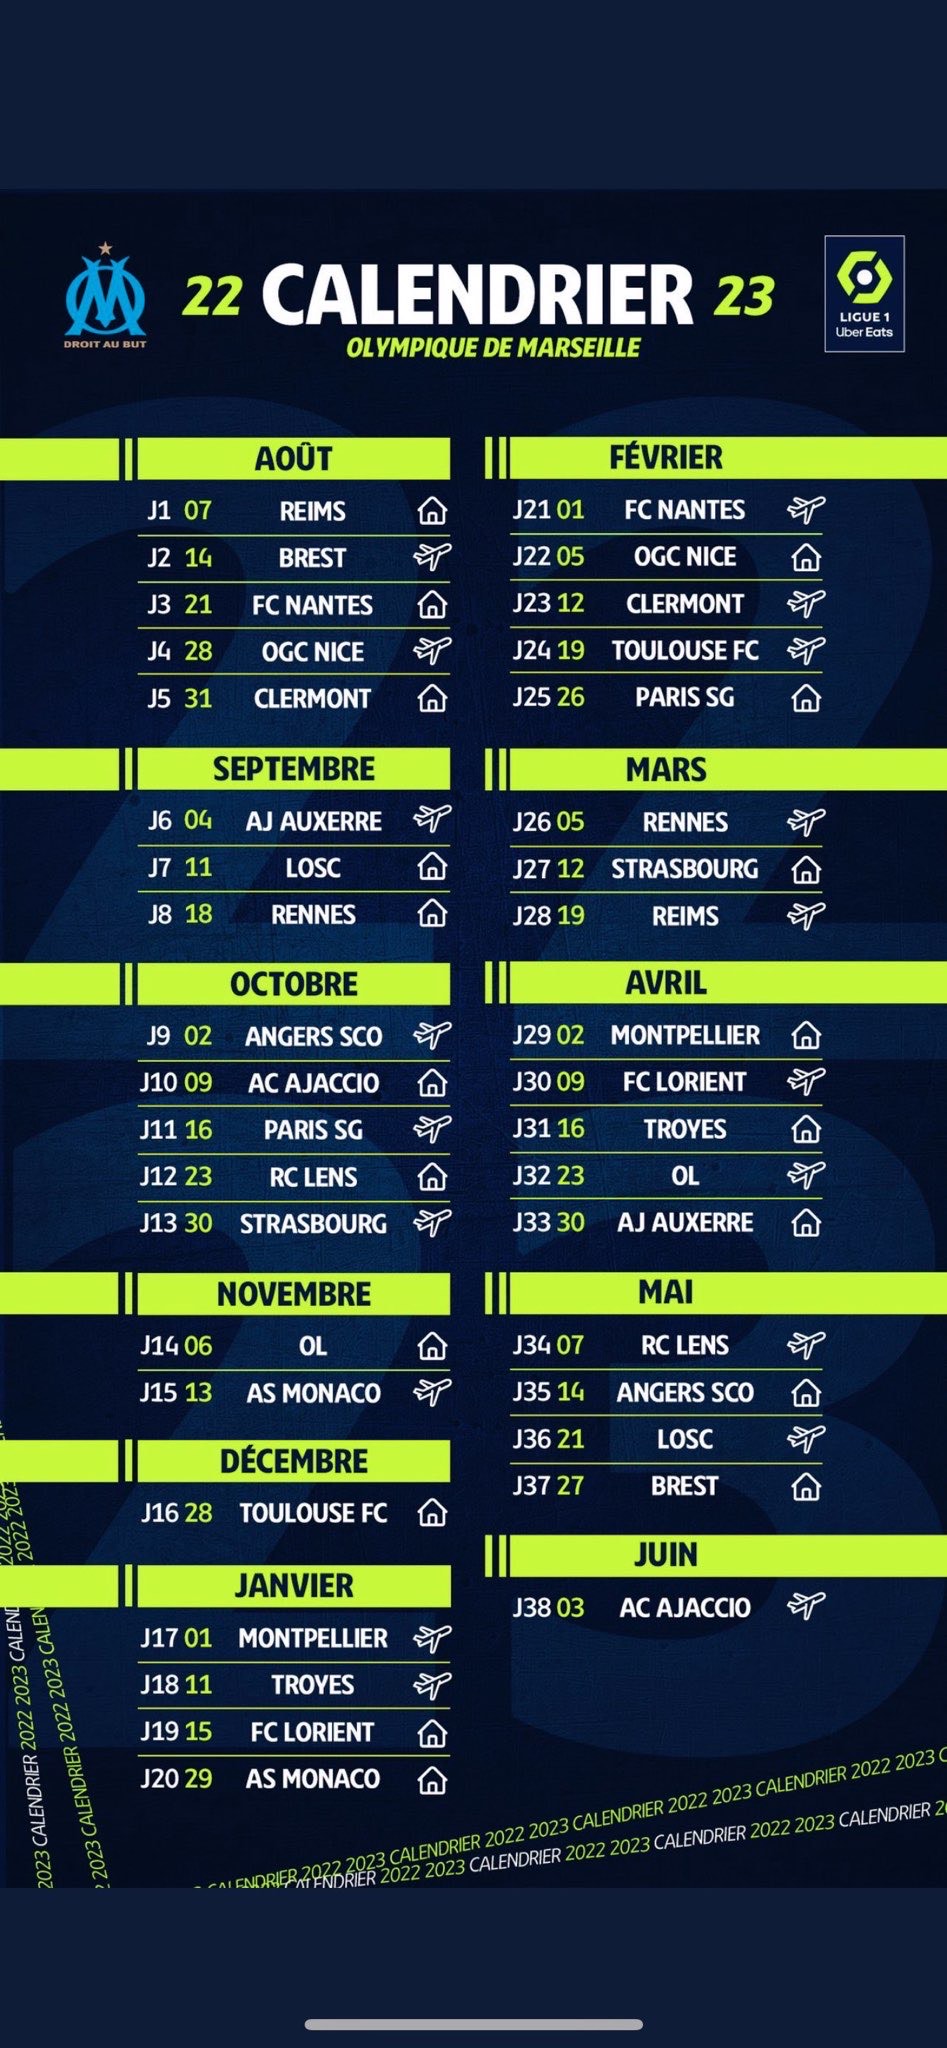 22 CALENDRIER 23
OLYMPIQUE DE MARSEILLE
DROIT AU BUT
LIGUE 1
Uber Eats
AOÛT
J1 07 REIMS
J2 14 BREST
J3 21 FC NANTES
J4 28 OGC NICE
J5 31 CLERMONT
SEPTEMBRE
J6 04 AJ AUXERRE
J7 11 LOSC
J8 18 RENNES
OCTOBRE
J9 02 ANGERS SCO
J10 09 AC AJACCIO
J11 16 PARIS SG
J12 23 RC LENS
J13 30 STRASBOURG
NOVEMBRE
J14 06 OL
J15 13 AS MONACO
DÉCEMBRE
J16 28 TOULOUSE FC
JANVIER
J17 01 MONTPELLIER
J18 11 TROYES
J19 15 FC LORIENT
J20 29 AS MONACO
FÉVRIER
J21 01 FC NANTES
J22 05 OGC NICE
J23 12 CLERMONT
J24 19 TOULOUSE FC
J25 26 PARIS SG
MARS
J26 05 RENNES
J27 12 STRASBOURG
J28 19 REIMS
AVRIL
J29 02 MONTPELLIER
J30 09 FC LORIENT
J31 16 TROYES
J32 23 OL
J33 30 AJ AUXERRE
MAI
J34 07 RC LENS
J35 14 ANGERS SCO
J36 21 LOSC
J37 27 BREST
JUIN
J38 03 AC AJACCIO
2023 CALENDRIER 2022 2023 CALEND
2022 2023
2023 CALENDRIER 2022 2023 CALEN
2022 2023
CALENDRIER 2022 2023 CALENDRIER 2022 2023 CALENDRIER 2022 2023 CALENDRIER 2022 2023 C
CALENDRIER 2022 2023 CALENDRIER 2022 2023 CALENDRIER 2022 2023 CALENDRIER 2